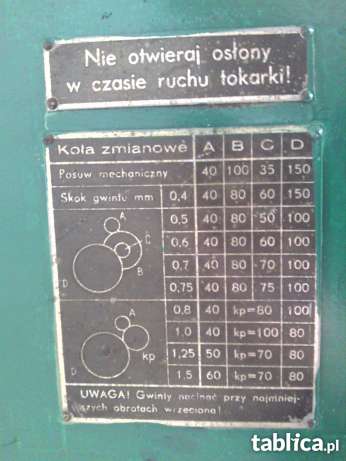 Nie otwieraj osłony
w czasie ruchu tokarki!
Koła zmianowe A B C D
Posuw mechaniczny 40 100 35 150
Skok gwintu mm 0,4 40 80 60 150
0,5 40 80 50 100
0,6 40 80 60 100
0,7 40 80 70 100
0,75 40 80 75 100
0,8 40 kp=80 100
1,0 40 kp=100 80
1,25 50 kp=70 80
1,5 60 kp=70 80
A
C
B
D
A
kp
D
UWAGA! Gwinty nacinać przy najmniej-
szych obrotach wrzeciona!
tablica.pl